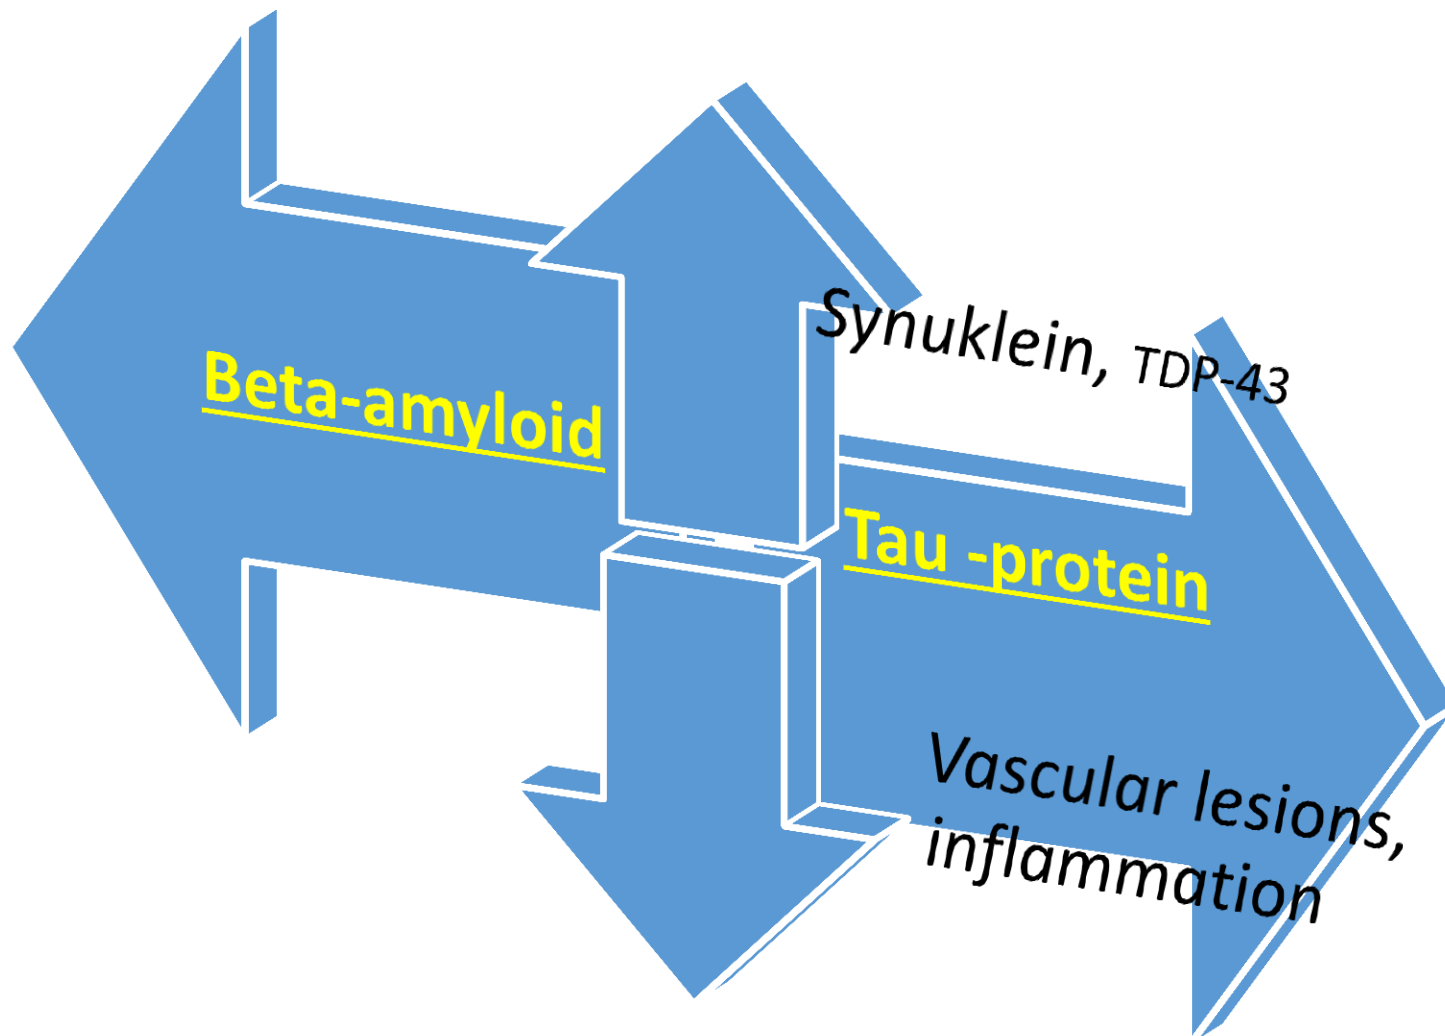 Synuklein, TDP-43
Beta-amyloid
Tau -protein
Vascular lesions,
inflammation